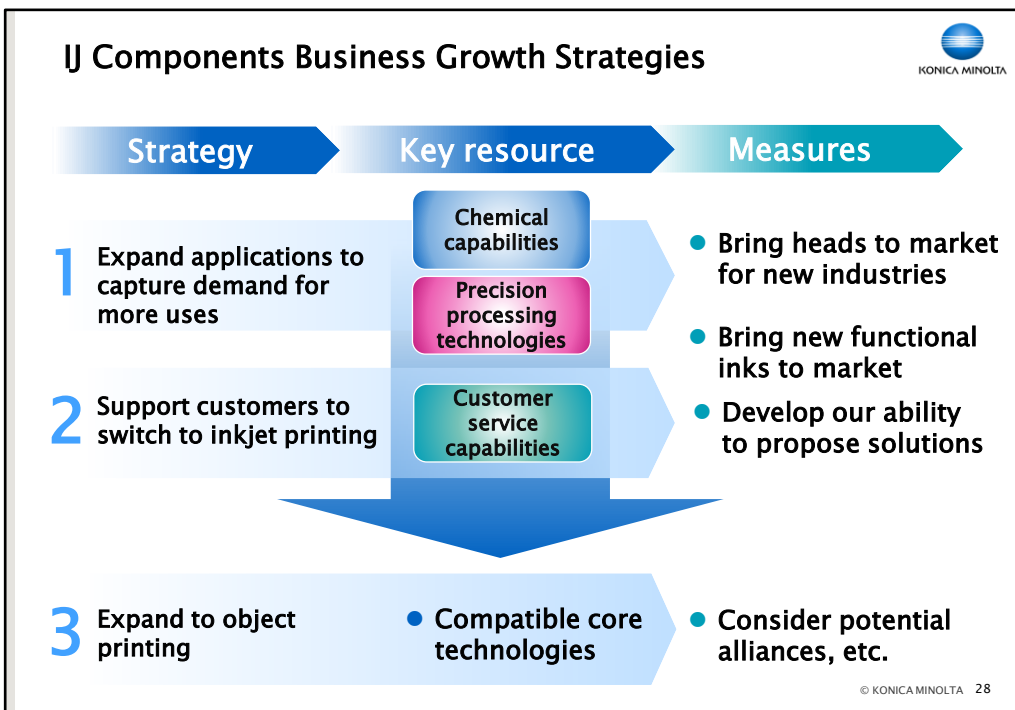 IJ Components Business Growth Strategies
KONICA MINOLTA
Strategy
Key resource
Measures
1
Expand applications to
capture demand for
more uses
Chemical
capabilities
Precision
processing
technologies
Bring heads to market
for new industries
Bring new functional
inks to market
2
Support customers to
switch to inkjet printing
Customer
service
capabilities
Develop our ability
to propose solutions
3
Expand to object
printing
Compatible core
technologies
Consider potential
alliances, etc.
© KONICA MINOLTA 28